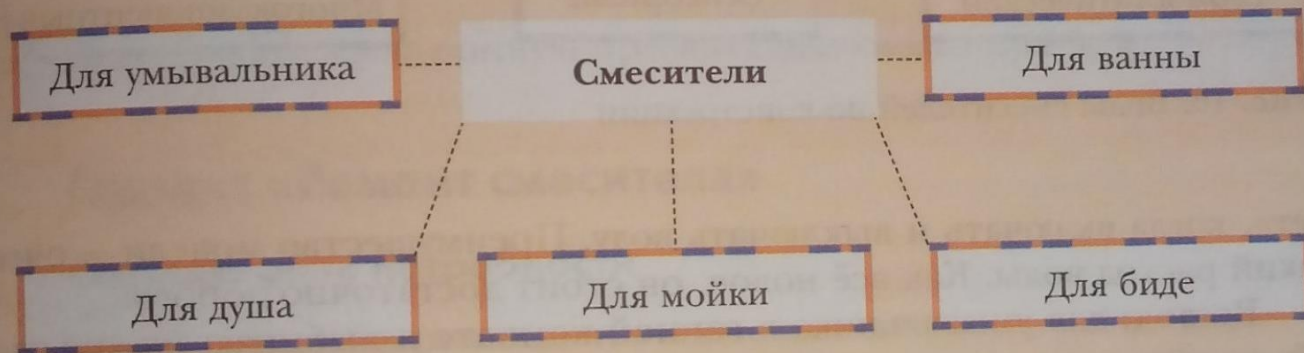 Для умывальника
Смесители
Для ванны
Для душа
Для мойки
Для биде